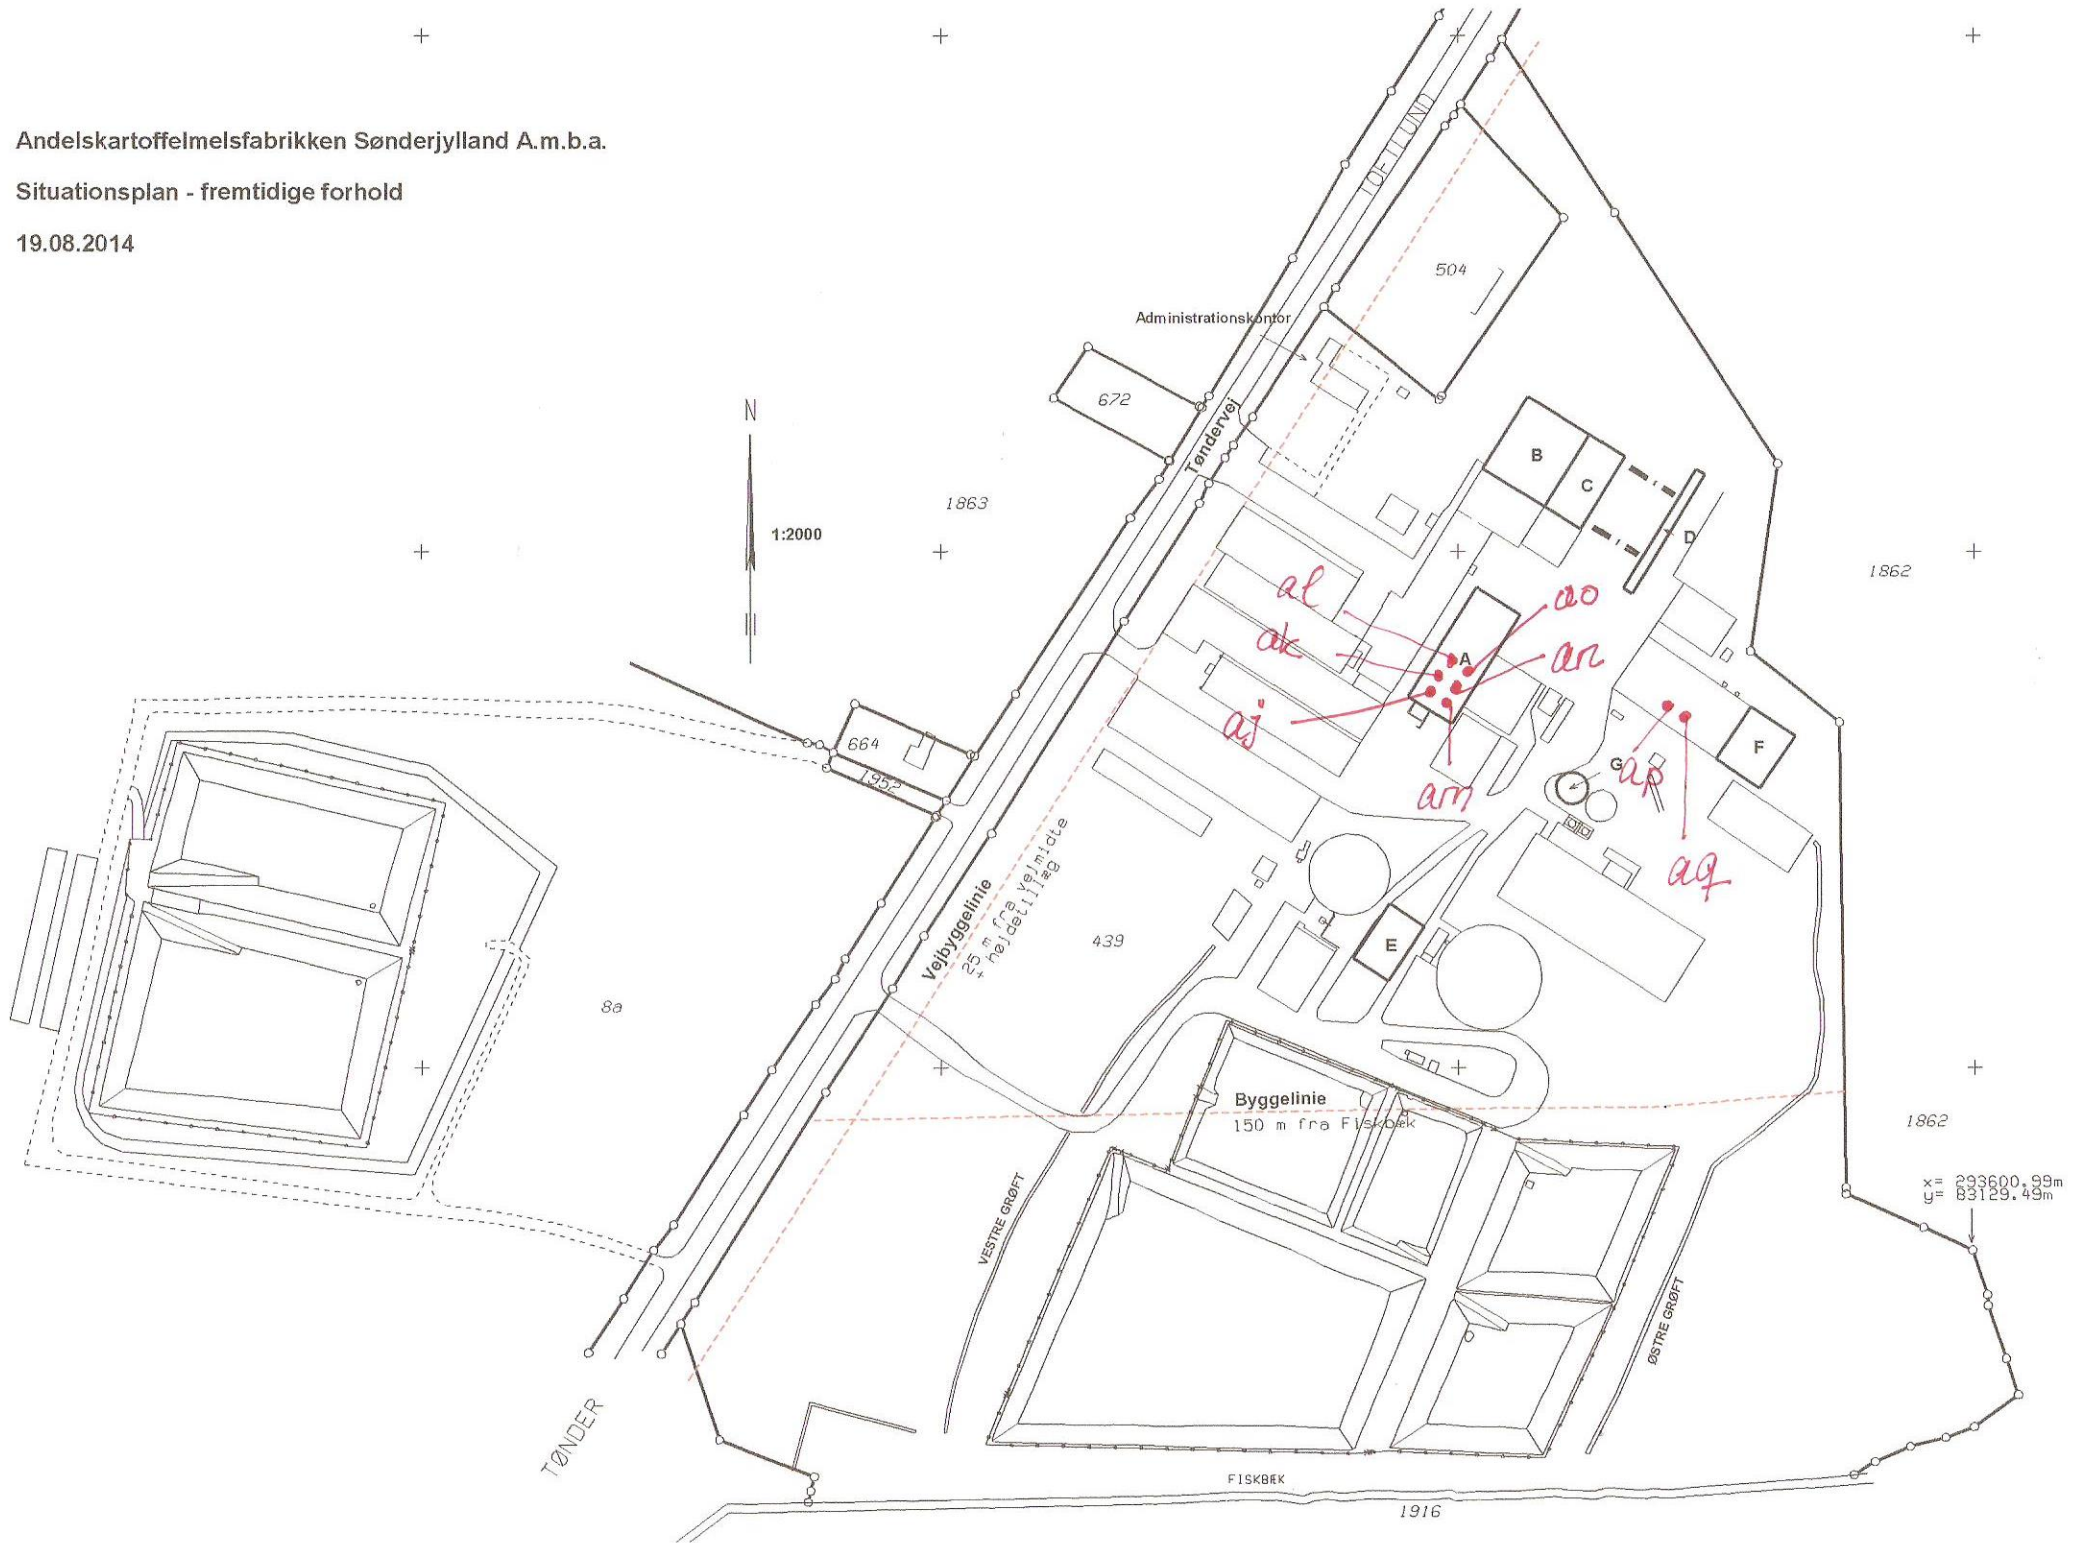 Andelskartoffelmelsfabrikken Sønderjylland A.m.b.a.
Situationsplan - fremtidige forhold
19.08.2014
TOFTLUND
504
Administrationskontor
672
Tøndervej
N
1:2000
1863
B
C
D
1862
al
ao
ak
A
an
aj
664
1952
F
G
ap
am
aq
Vejbyggelinie
25 m fra vejmidte
+ højdetillæg
439
E
8a
Byggelinie
150 m fra Fiskbæk
1862
x= 293600.99m
y= 83129.49m
VESTRE GRØFT
ØSTRE GRØFT
TØNDER
FISKBÆK
1916